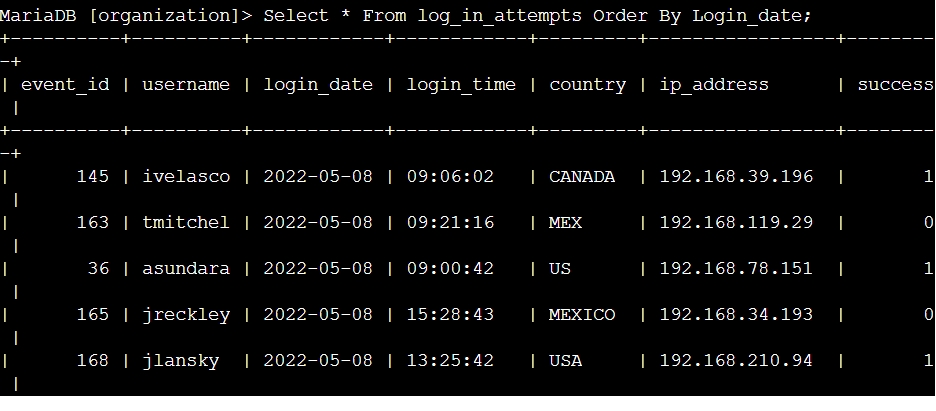 MariaDB [organization]> Select * From log_in_attempts Order By Login_date;
+----------+----------+------------+------------+---------+-----------------+--------
-+
| event_id | username | login_date | login_time | country | ip_address      | success
 |
+----------+----------+------------+------------+---------+-----------------+--------
-+
|      145 | ivelasco | 2022-05-08 | 09:06:02   | CANADA  | 192.168.39.196  |       1
 |
|      163 | tmitchel | 2022-05-08 | 09:21:16   | MEX     | 192.168.119.29  |       0
 |
|       36 | asundara | 2022-05-08 | 09:00:42   | US      | 192.168.78.151  |       1
 |
|      165 | jreckley | 2022-05-08 | 15:28:43   | MEXICO  | 192.168.34.193  |       0
 |
|      168 | jlansky  | 2022-05-08 | 13:25:42   | USA     | 192.168.210.94  |       1
 |